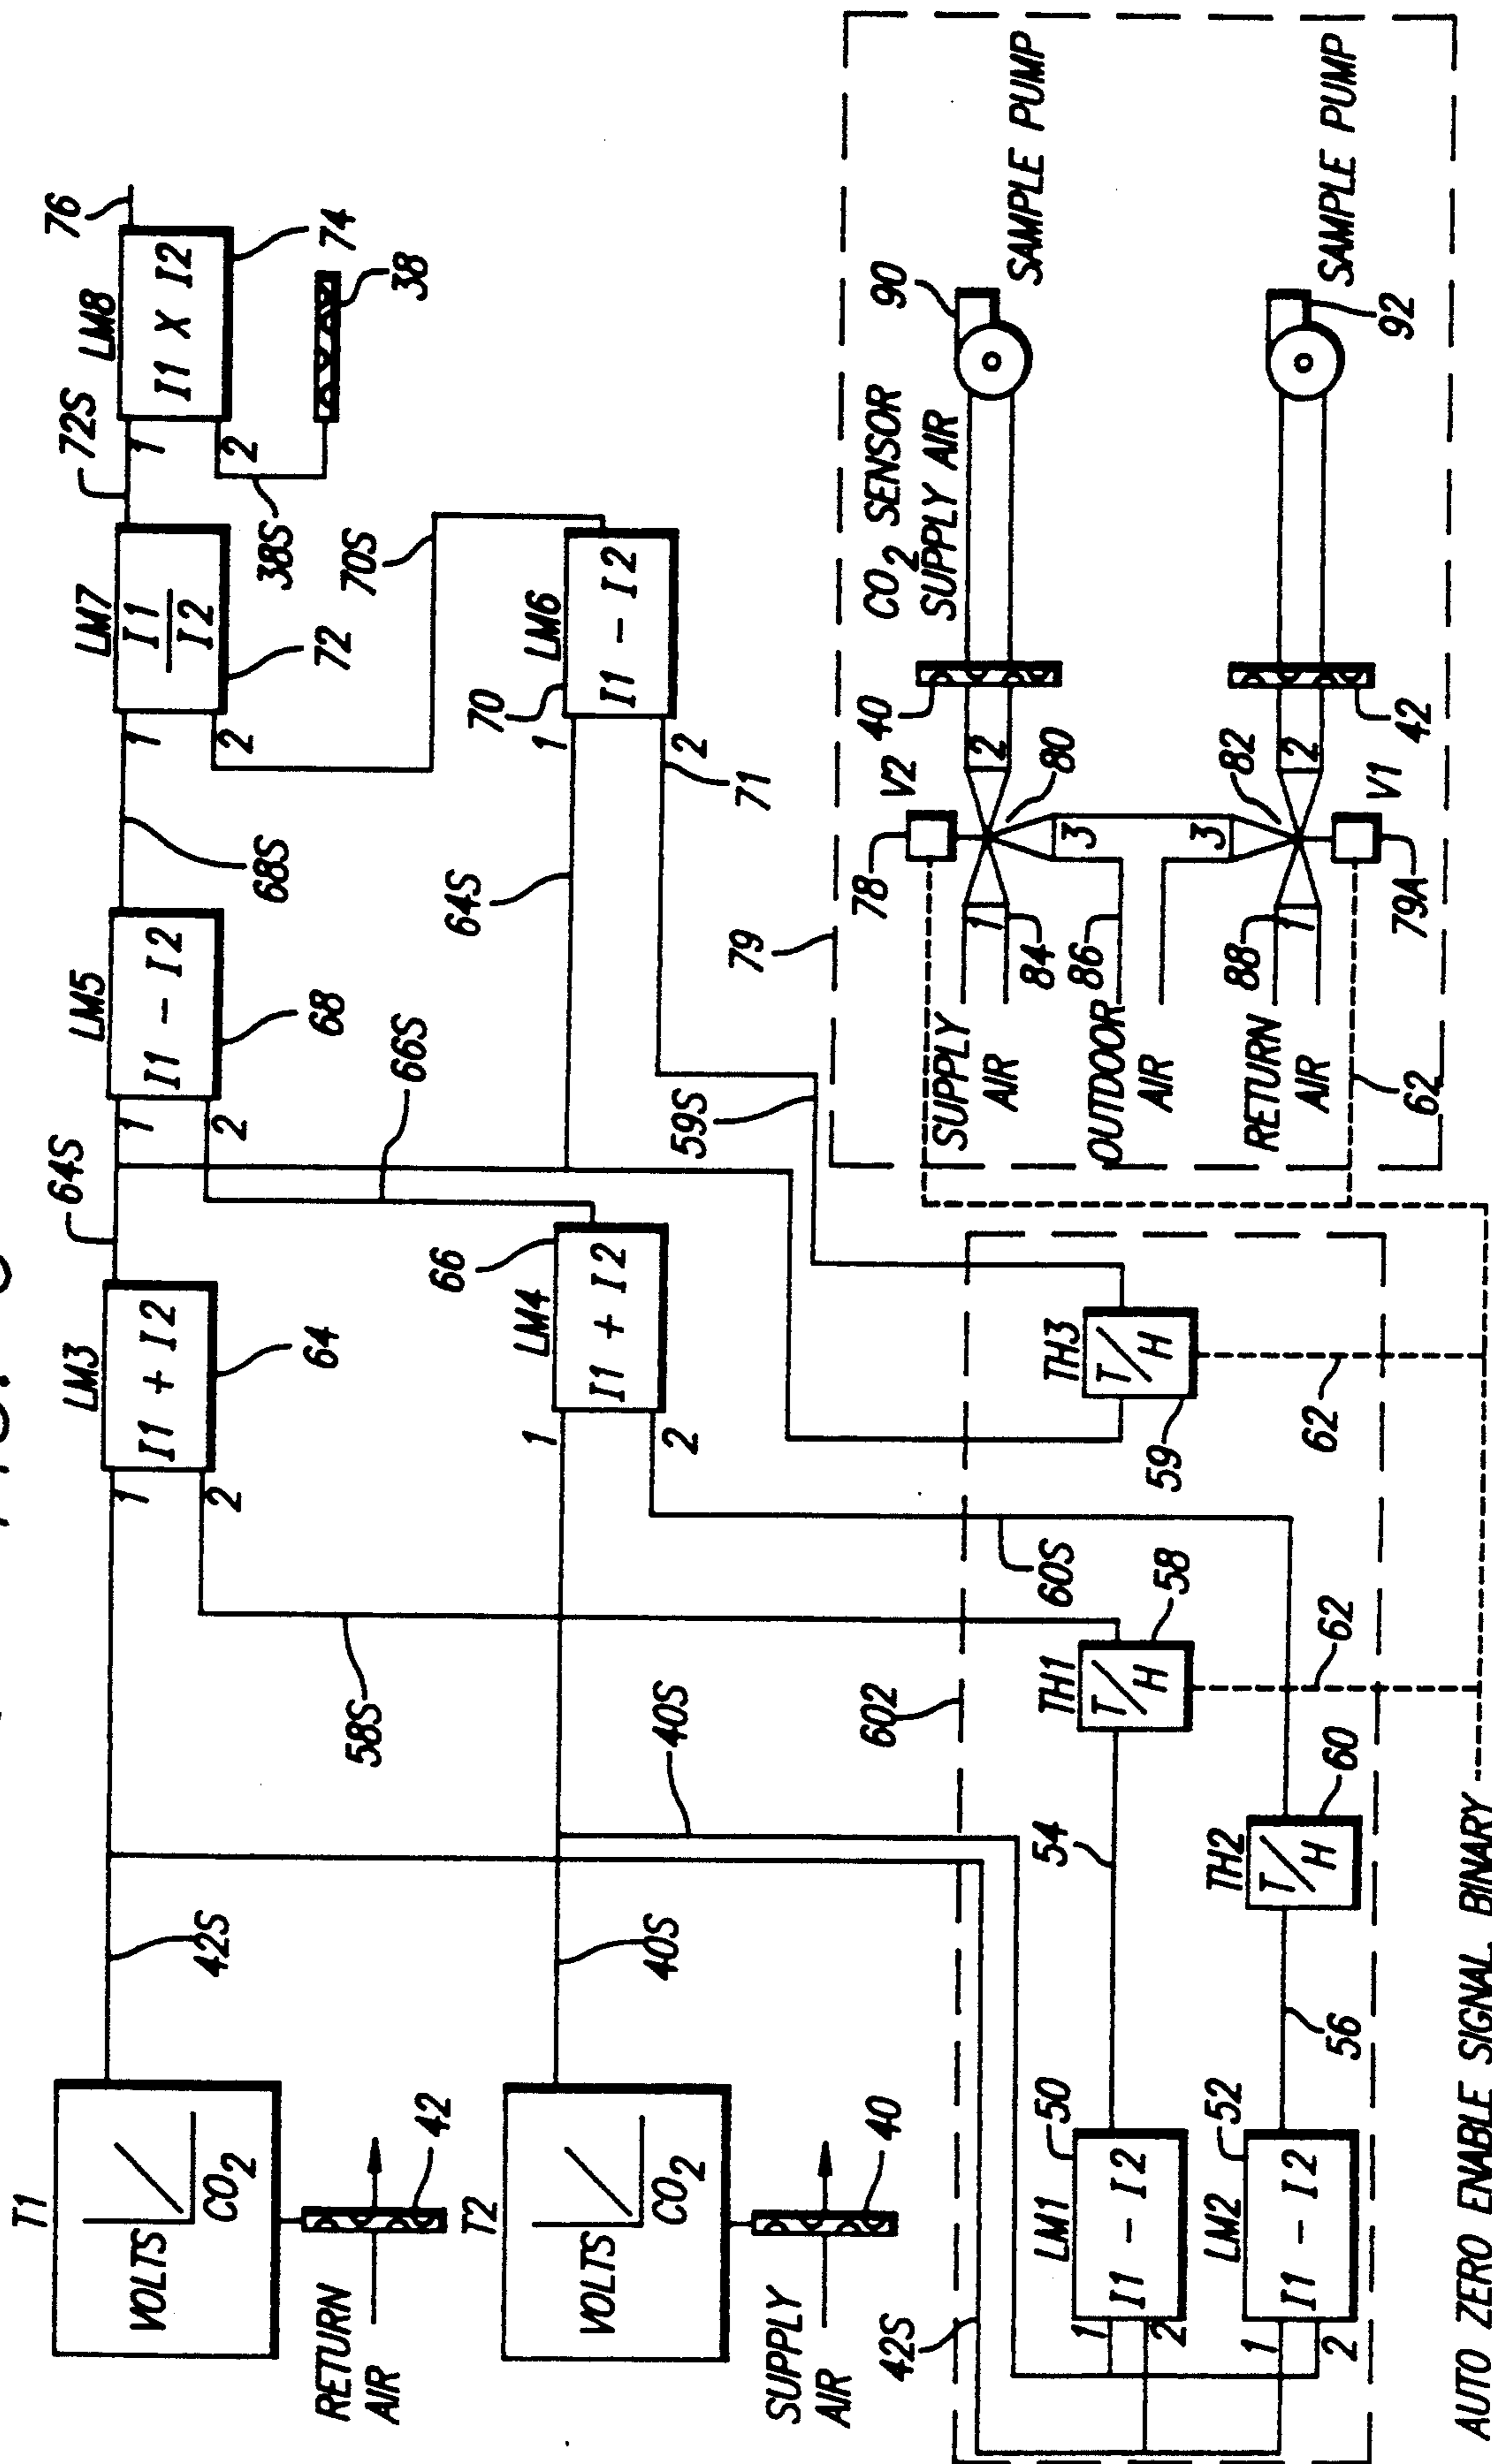 T1
VOLTS
CO2
42S
RETURN
AIR
42
T2
VOLTS
CO2
40S
SUPPLY
AIR
40
40S
58S
LM3
I1 + I2
1
2
64
64S
LM4
I1 + I2
66
1
2
66S
LM5
I1 - I2
1
2
68
68S
64S
LM6
I1 - I2
70
1
2
71
70S
59S
LM7
I1
I2
1
2
72
72S
LM8
I1 X I2
1
2
74
76
38S
38
602
42S
LM1
I1 - I2
50
1
2
54
TH1
T/H
58
62
LM2
I1 - I2
52
1
2
56
TH2
T/H
60
60S
TH3
T/H
59
62
AUTO ZERO ENABLE SIGNAL, BINARY
79
78
V2
40
CO2 SENSOR
SUPPLY AIR
90
SAMPLE PUMP
SUPPLY
AIR
1
2
3
84
80
OUTDOOR
AIR
86
RETURN
AIR
88
1
2
3
82
V1
79A
42
92
SAMPLE PUMP
62